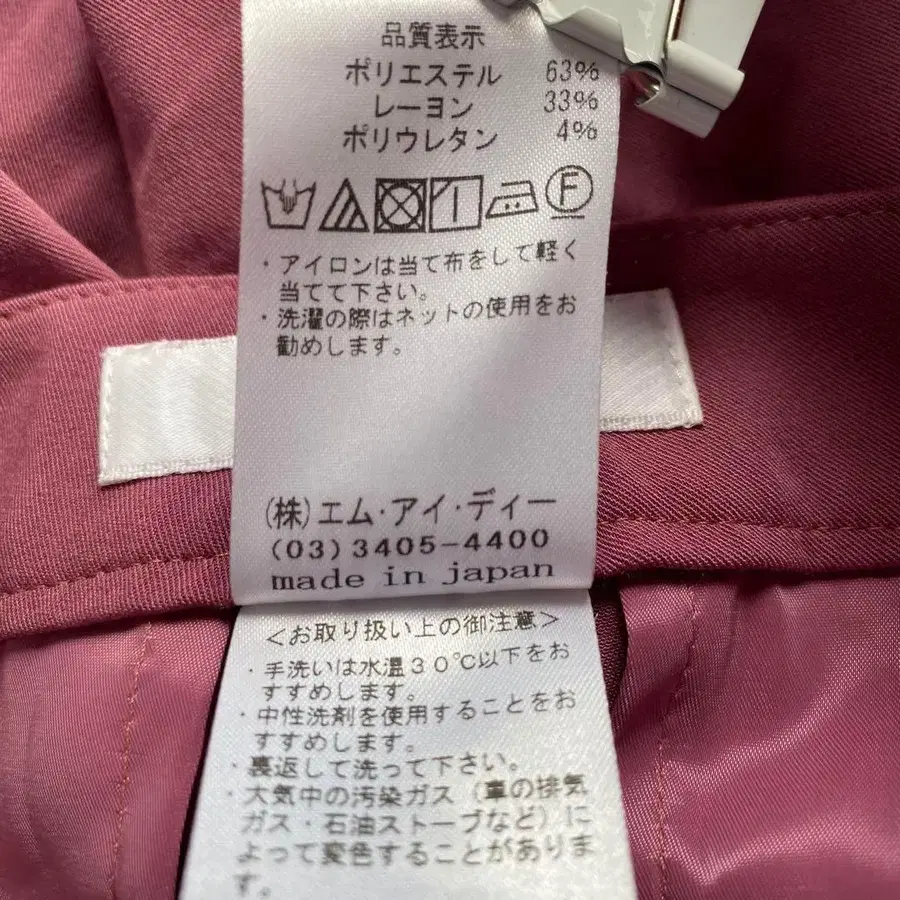 品質表示
ポリエステル 63%
レーヨン 33%
ポリウレタン 4%
F
・アイロンは当て布をして軽く
当てて下さい。
・洗濯の際はネットの使用をお
勧めします。
(株)エム・アイ・ディー
(03)3405-4400
made in japan
<お取り扱い上の御注意>
・手洗いは水温30℃以下をお
すすめします。
・中性洗剤を使用することをお
すすめします。
・裏返して洗って下さい。
・大気中の汚染ガス(車の排気
ガス・石油ストーブなど)に
よって変色することがありま
す。